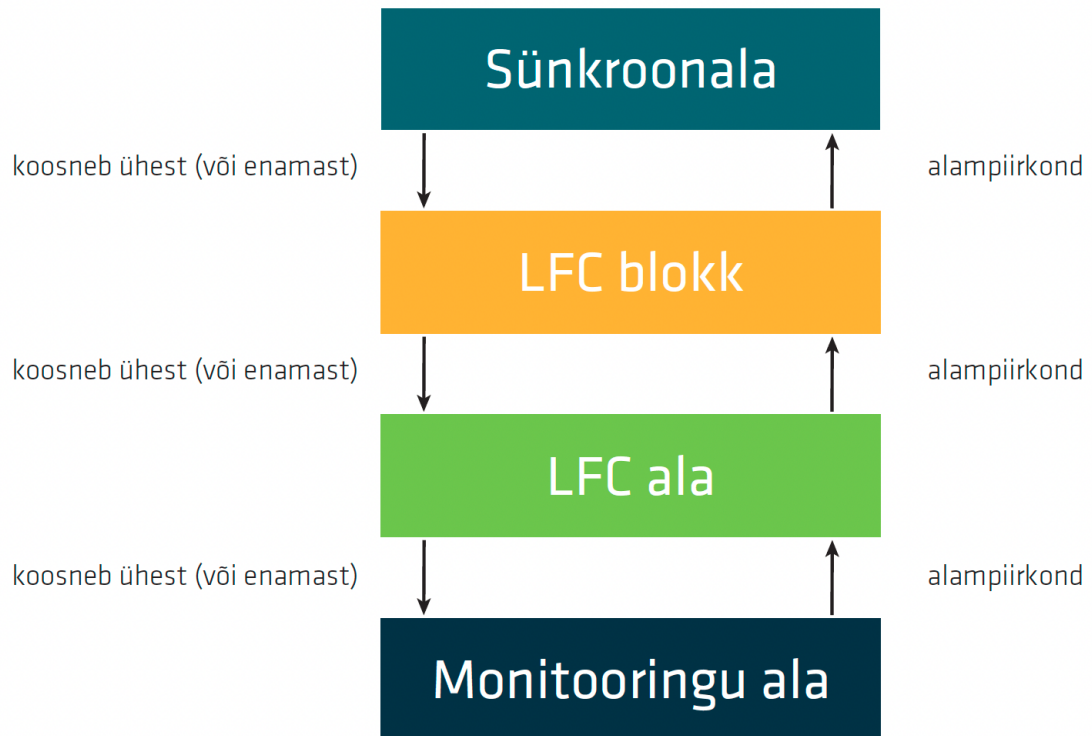 Sünkroonala
koosneb ühest (või enamast)
alampiirkond
LFC blokk
koosneb ühest (või enamast)
alampiirkond
LFC ala
koosneb ühest (või enamast)
alampiirkond
Monitooringu ala